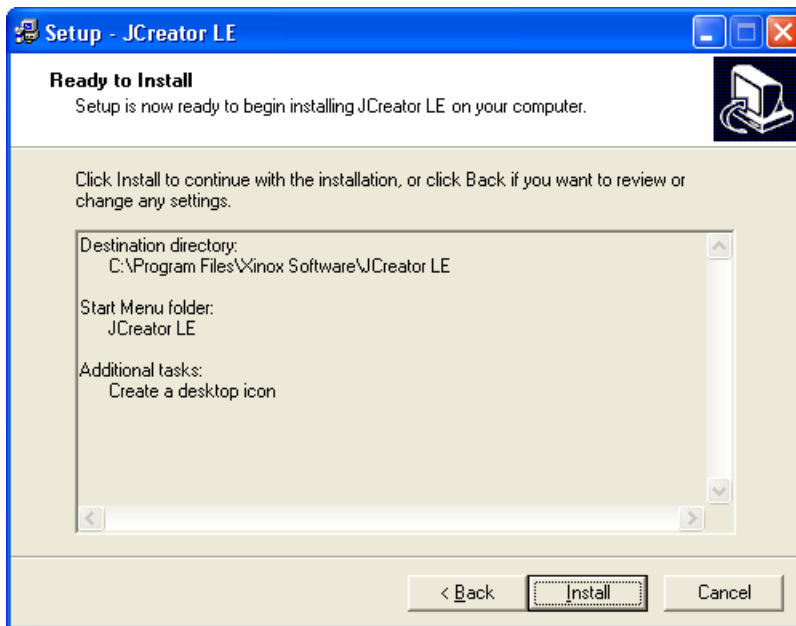 Setup - JCreator LE
Ready to Install
Setup is now ready to begin installing JCreator LE on your computer.
Click Install to continue with the installation, or click Back if you want to review or
change any settings.
Destination directory:
C:\Program Files\Xinox Software\JCreator LE
Start Menu folder:
JCreator LE
Additional tasks:
Create a desktop icon
< Back
Install
Cancel